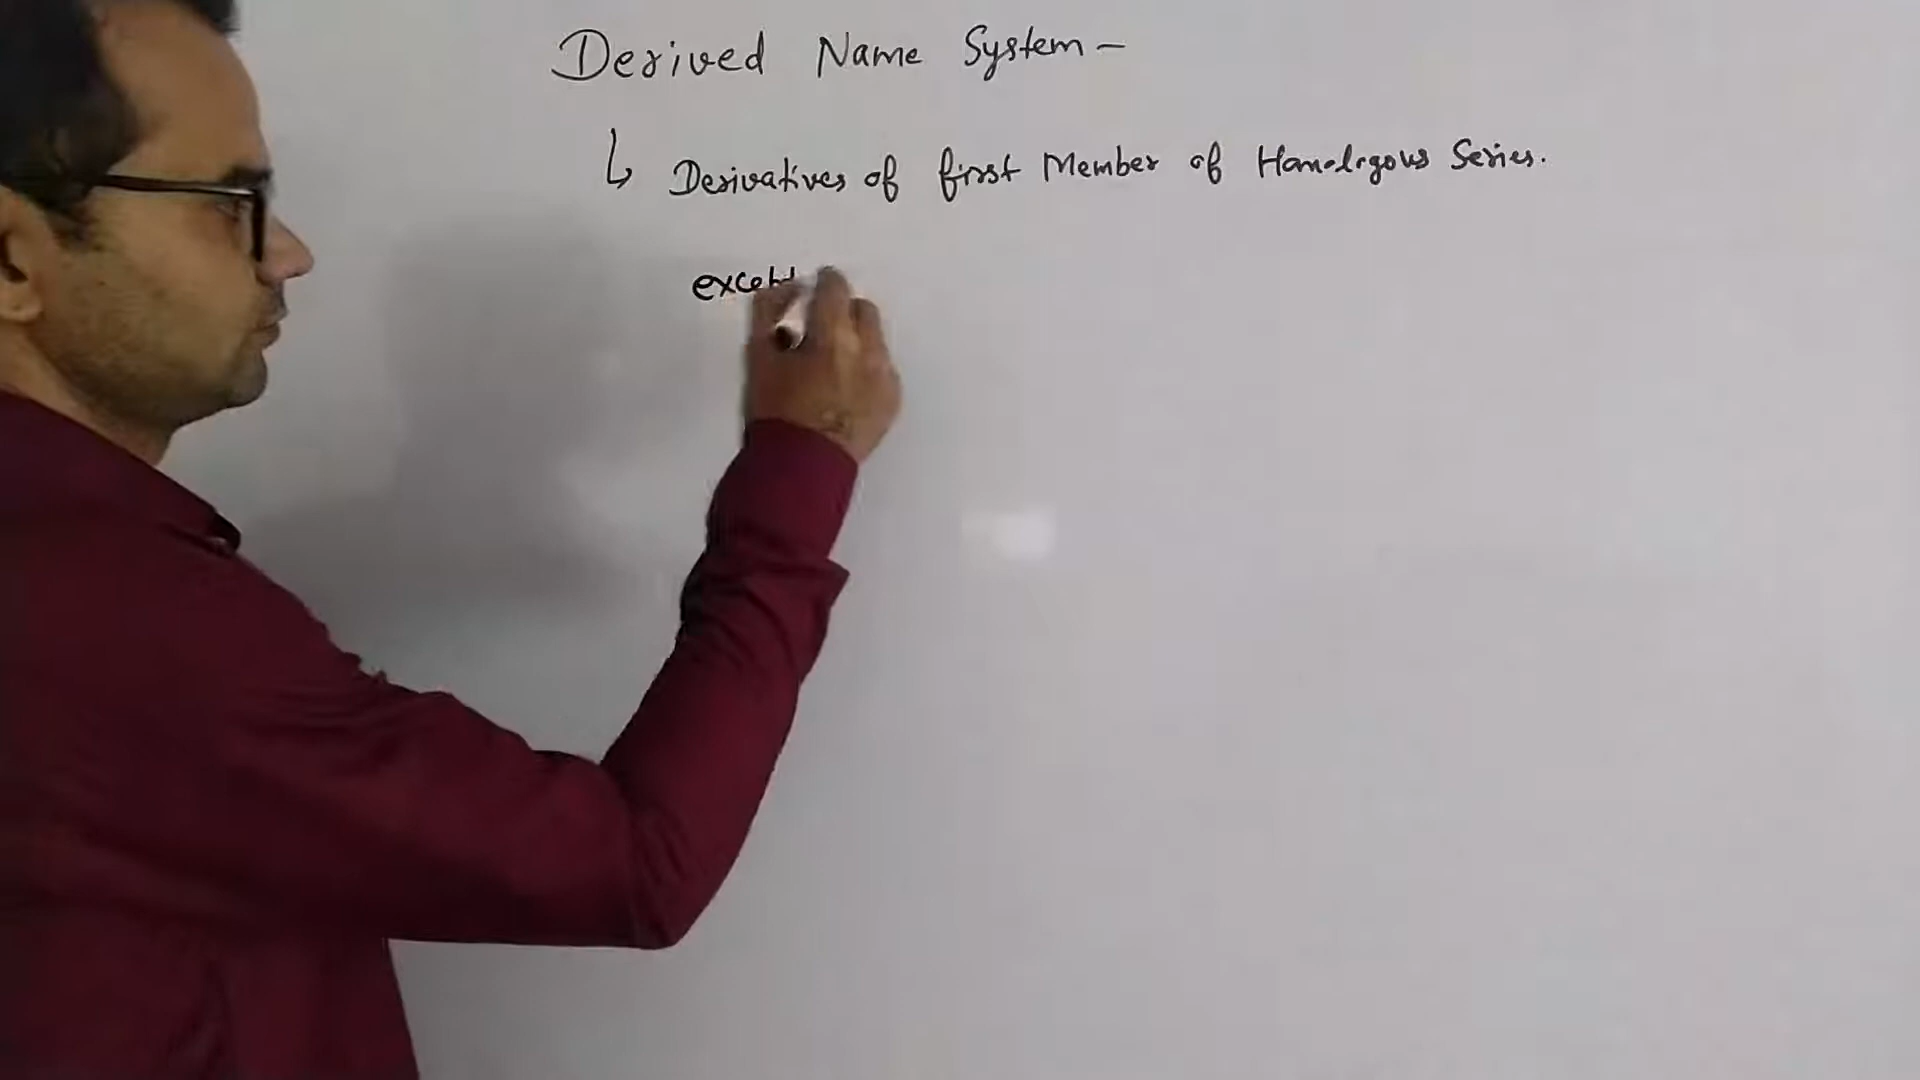 Derived Name System -
↳ Derivatives of first Member of Homologous Series.